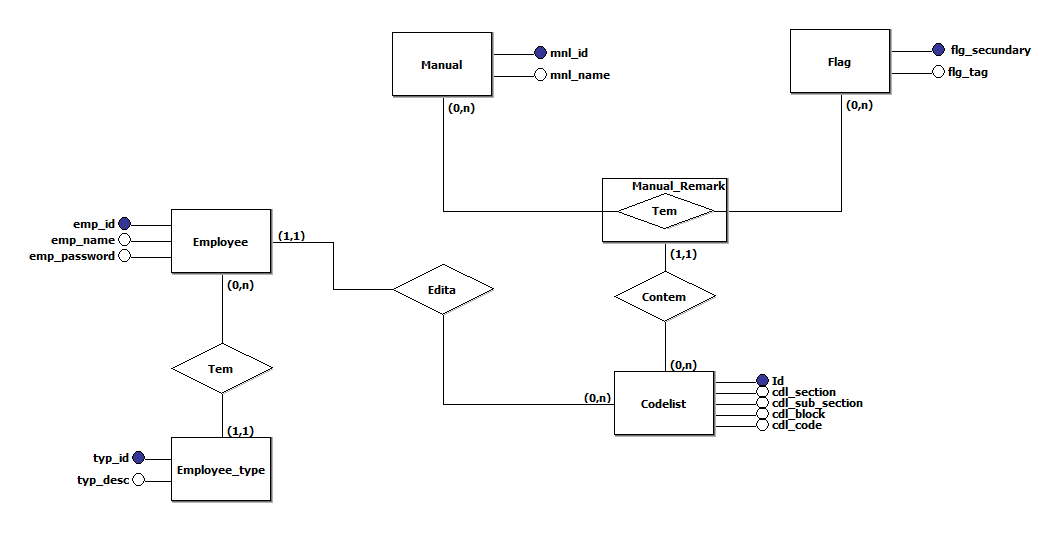 Manual
mnl_id
mnl_name
(0,n)
Flag
flg_secundary
flg_tag
(0,n)
Manual_Remark
Tem
(1,1)
emp_id
emp_name
emp_password
Employee
(1,1)
(0,n)
Edita
Contem
Tem
(0,n)
Codelist
(0,n)
Id
cdl_section
cdl_sub_section
cdl_block
cdl_code
(1,1)
typ_id
typ_desc
Employee_type